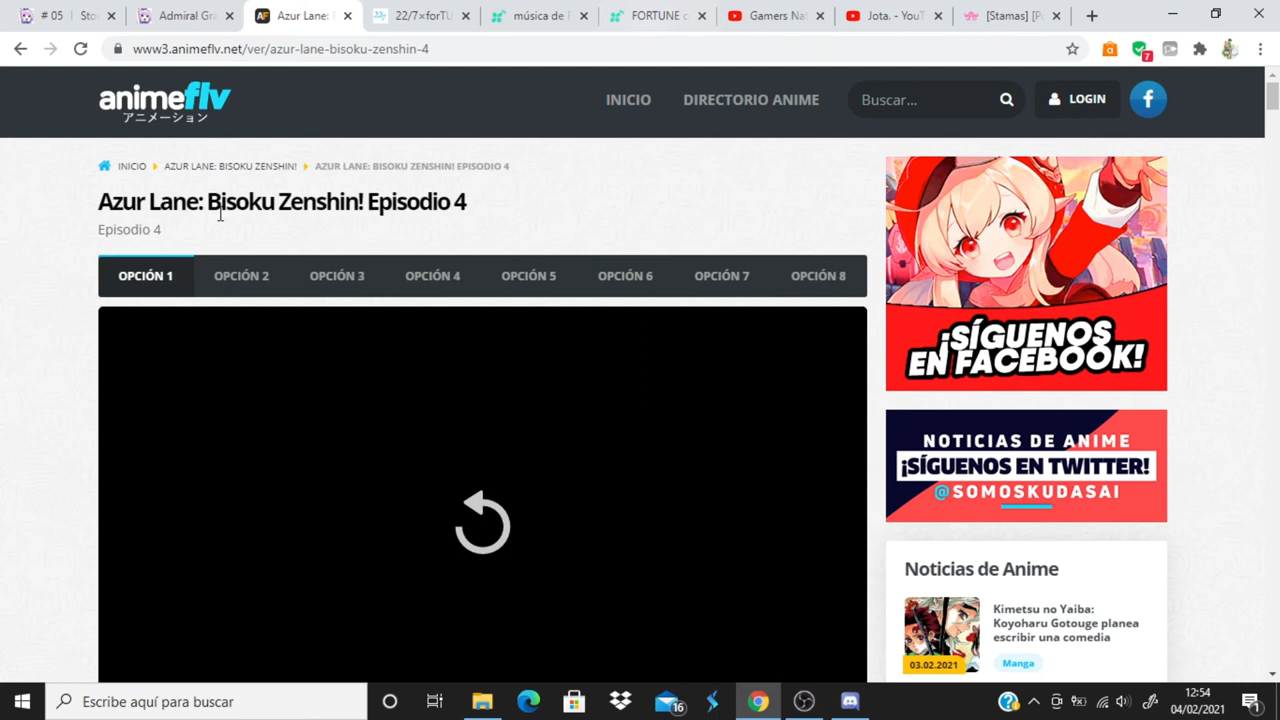 # 05 | Sto
Admiral Gra
Azur Lane: B
22/7×forTU
música de F
FORTUNE c
Gamers Na
Jota. - YouT
[Stamas] [P
www3.animeflv.net/ver/azur-lane-bisoku-zenshin-4
7
animeflv
アニメーション
INICIO
DIRECTORIO ANIME
Buscar...
LOGIN
INICIO
AZUR LANE: BISOKU ZENSHIN!
AZUR LANE: BISOKU ZENSHIN! EPISODIO 4
Azur Lane: Bisoku Zenshin! Episodio 4
Episodio 4
OPCIÓN 1
OPCIÓN 2
OPCIÓN 3
OPCIÓN 4
OPCIÓN 5
OPCIÓN 6
OPCIÓN 7
OPCIÓN 8
¡SÍGUENOS
EN FACEBOOK!
NOTICIAS DE ANIME
¡SÍGUENOS EN TWITTER!
@SOMOSKUDASAI
Noticias de Anime
Kimetsu no Yaiba:
Koyoharu Gotouge planea
escribir una comedia
03.02.2021
Manga
Escribe aquí para buscar
16
12:54
04/02/2021
1